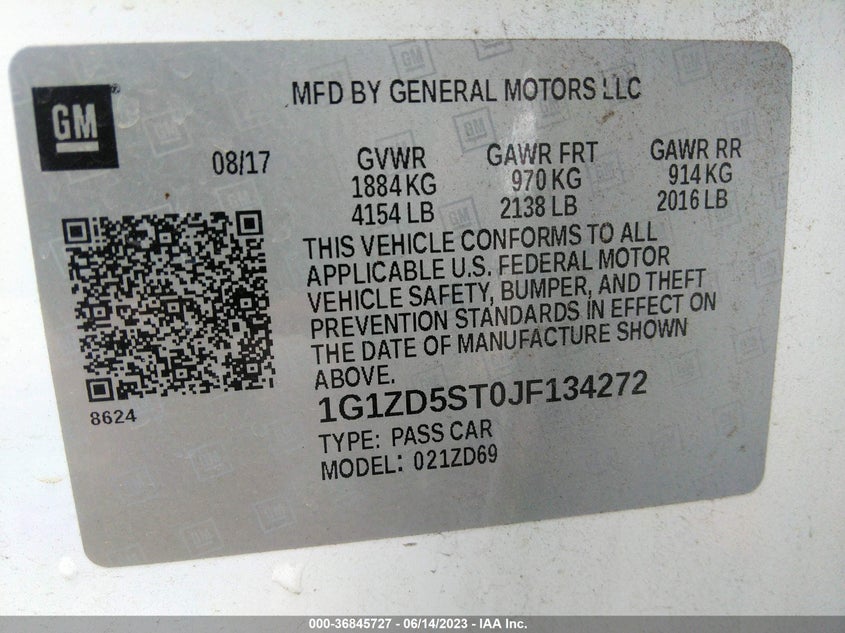 GM
MFD BY GENERAL MOTORS LLC
08/17
GVWR GAWR FRT GAWR RR
1884 KG 970 KG 914 KG
4154 LB 2138 LB 2016 LB
THIS VEHICLE CONFORMS TO ALL
APPLICABLE U.S. FEDERAL MOTOR
VEHICLE SAFETY, BUMPER, AND THEFT
PREVENTION STANDARDS IN EFFECT ON
THE DATE OF MANUFACTURE SHOWN
ABOVE.
8624
1G1ZD5ST0JF134272
TYPE: PASS CAR
MODEL: 021ZD69
000-36845727 - 06/14/2023 - IAA Inc.